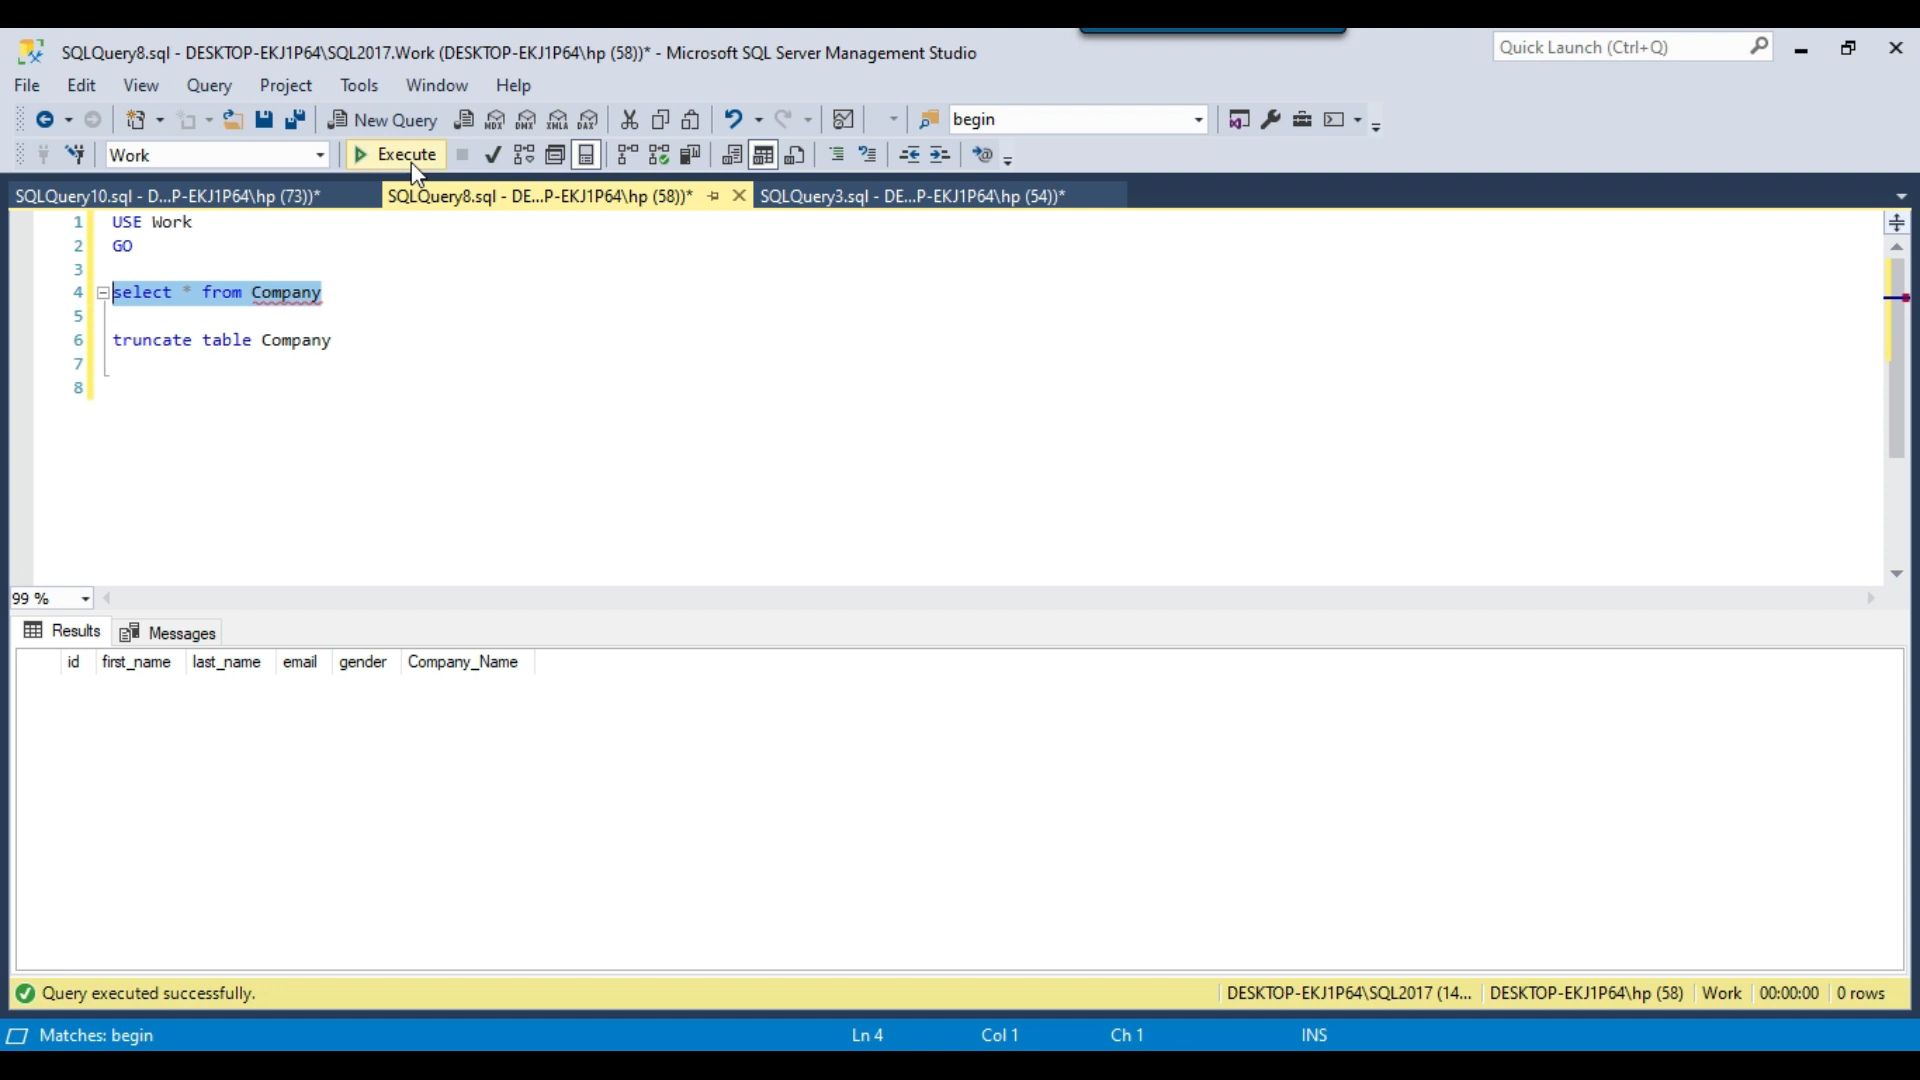 SQLQuery8.sql - DESKTOP-EKJ1P64\SQL2017.Work (DESKTOP-EKJ1P64\hp (58))* - Microsoft SQL Server Management Studio
Quick Launch (Ctrl+Q)
File Edit View Query Project Tools Window Help
New Query MDX DMX XMLA DAX begin
Work Execute
SQLQuery10.sql - D...P-EKJ1P64\hp (73))* SQLQuery8.sql - DE...P-EKJ1P64\hp (58))* SQLQuery3.sql - DE...P-EKJ1P64\hp (54))*
1 USE Work
2 GO
3
4 select * from Company
5
6 truncate table Company
7
8
99 %
Results Messages
id first_name last_name email gender Company_Name
Query executed successfully. DESKTOP-EKJ1P64\SQL2017 (14... DESKTOP-EKJ1P64\hp (58) Work 00:00:00 0 rows
Matches: begin Ln 4 Col 1 Ch 1 INS